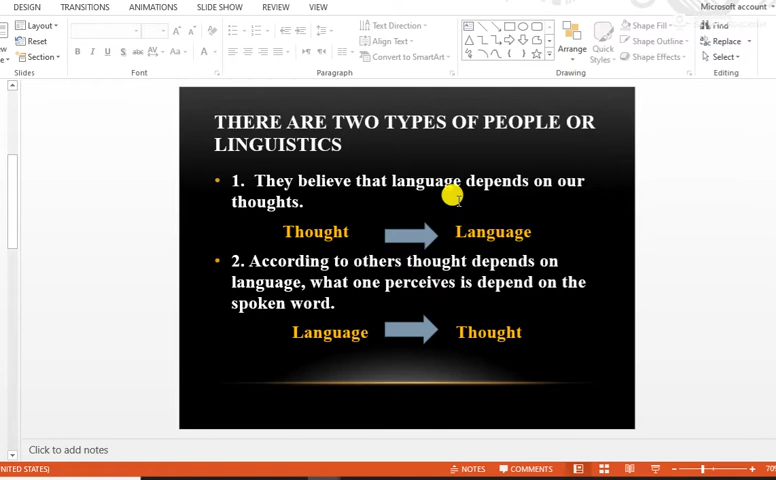 Microsoft account
DESIGN TRANSITIONS ANIMATIONS SLIDE SHOW REVIEW VIEW
Layout
Reset
Section
Slides
B I U S abc AV Aa A
Font
Text Direction
Align Text
Convert to SmartArt
Paragraph
Arrange
Quick
Styles
Shape Fill
Shape Outline
Shape Effects
Drawing
Find
Replace
Select
Editing
THERE ARE TWO TYPES OF PEOPLE OR
LINGUISTICS
• 1. They believe that language depends on our
thoughts.
Thought Language
• 2. According to others thought depends on
language, what one perceives is depend on the
spoken word.
Language Thought
Click to add notes
NOTES COMMENTS